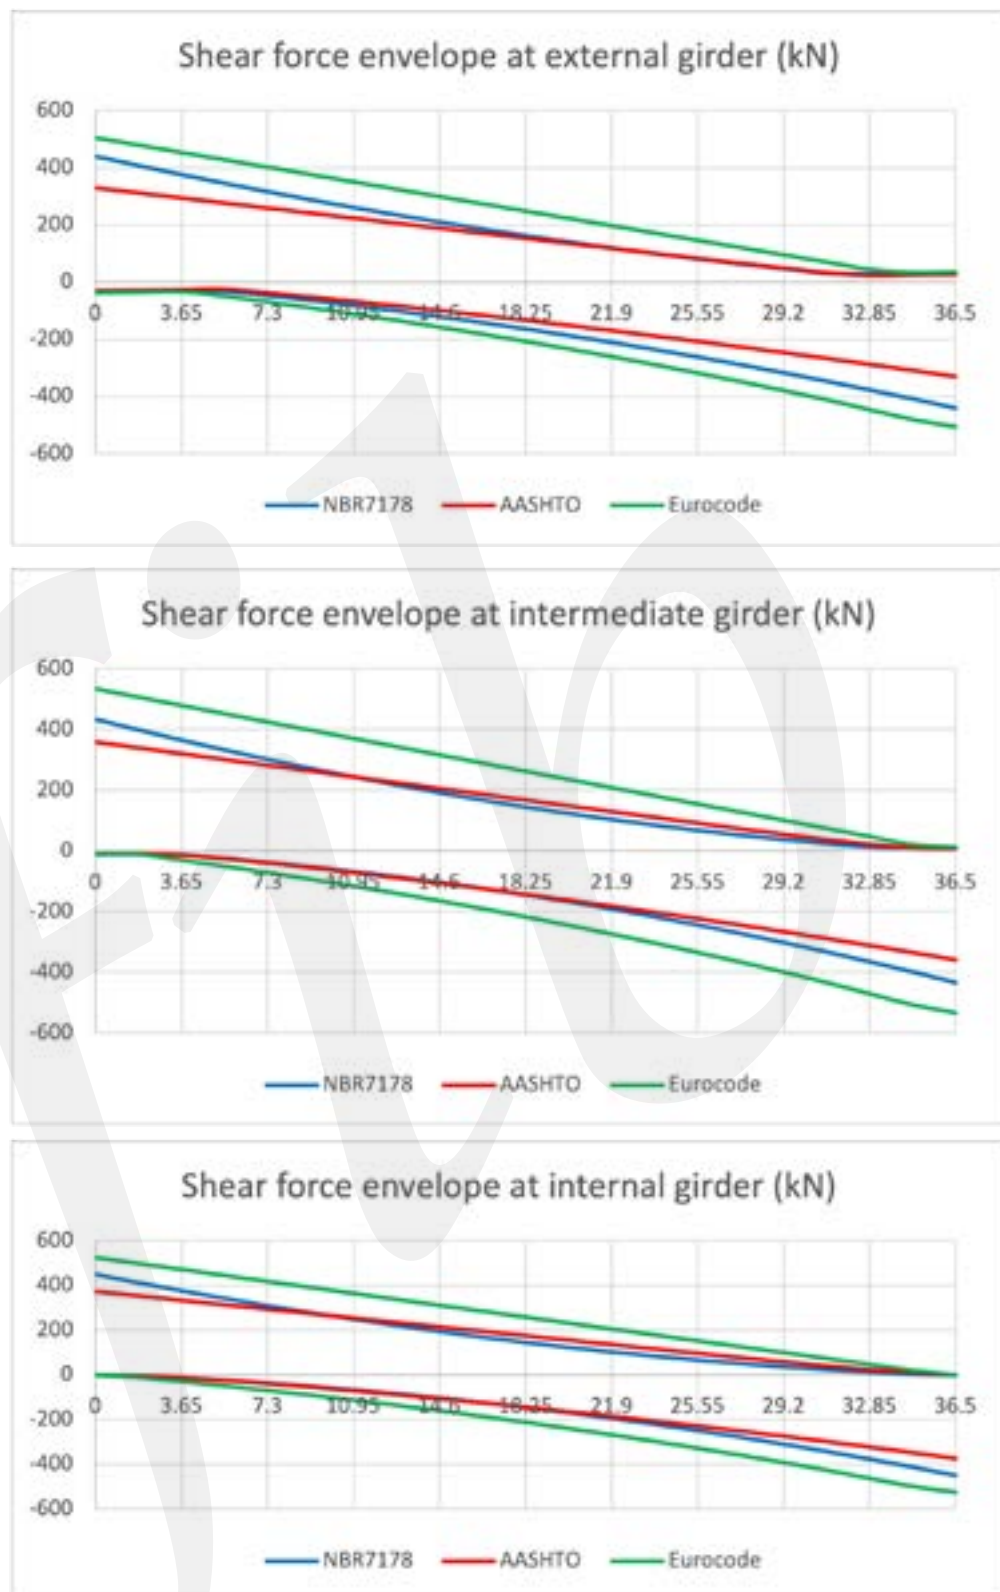 Shear force envelope at external girder (kN)
600
400
200
0
0 3.65 7.3 10.95 14.6 18.25 21.9 25.55 29.2 32.85 36.5
-200
-400
-600
NBR7178 AASHTO Eurocode
Shear force envelope at intermediate girder (kN)
600
400
200
0
0 3.65 7.3 10.95 14.6 18.25 21.9 25.55 29.2 32.85 36.5
-200
-400
-600
NBR7178 AASHTO Eurocode
Shear force envelope at internal girder (kN)
600
400
200
0
0 3.65 7.3 10.95 14.6 18.25 21.9 25.55 29.2 32.85 36.5
-200
-400
-600
NBR7178 AASHTO Eurocode
fib